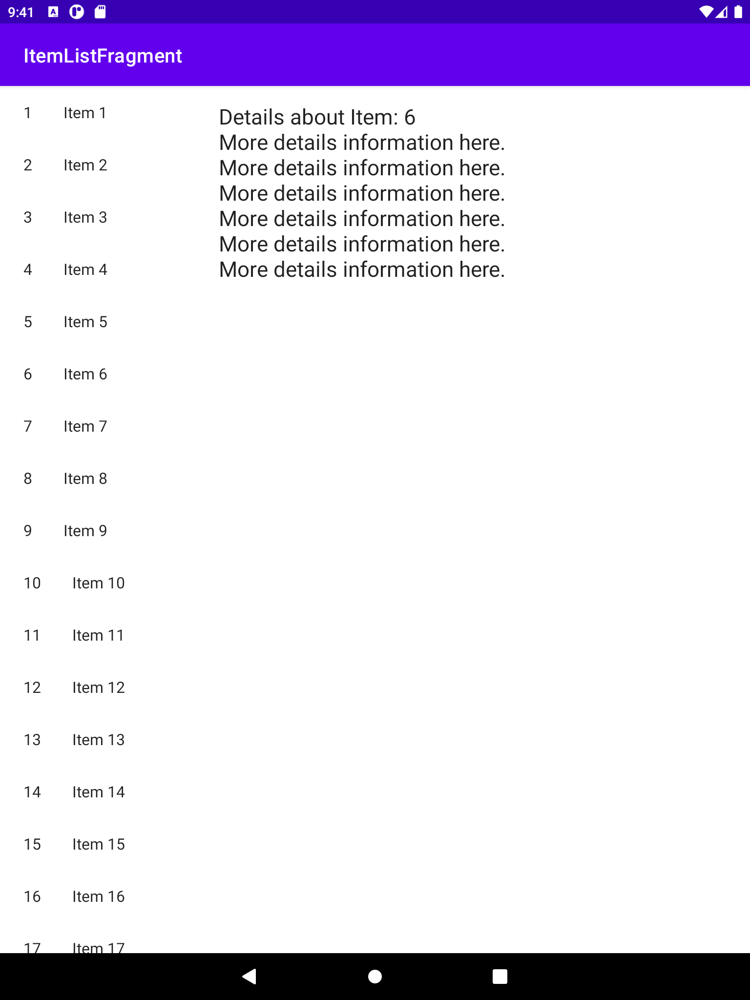 9:41
ItemListFragment
1 Item 1
2 Item 2
3 Item 3
4 Item 4
5 Item 5
6 Item 6
7 Item 7
8 Item 8
9 Item 9
10 Item 10
11 Item 11
12 Item 12
13 Item 13
14 Item 14
15 Item 15
16 Item 16
17 Item 17
Details about Item: 6
More details information here.
More details information here.
More details information here.
More details information here.
More details information here.
More details information here.